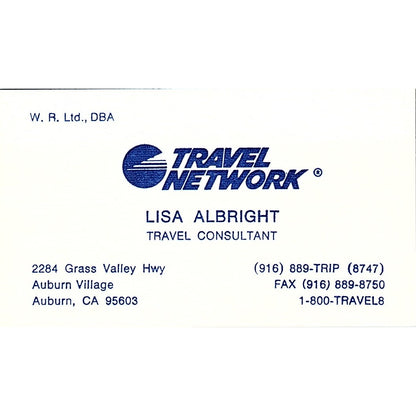 W. R. Ltd., DBA
TRAVEL
NETWORK ®
LISA ALBRIGHT
TRAVEL CONSULTANT
2284 Grass Valley Hwy
Auburn Village
Auburn, CA 95603
(916) 889-TRIP (8747)
FAX (916) 889-8750
1-800-TRAVEL8